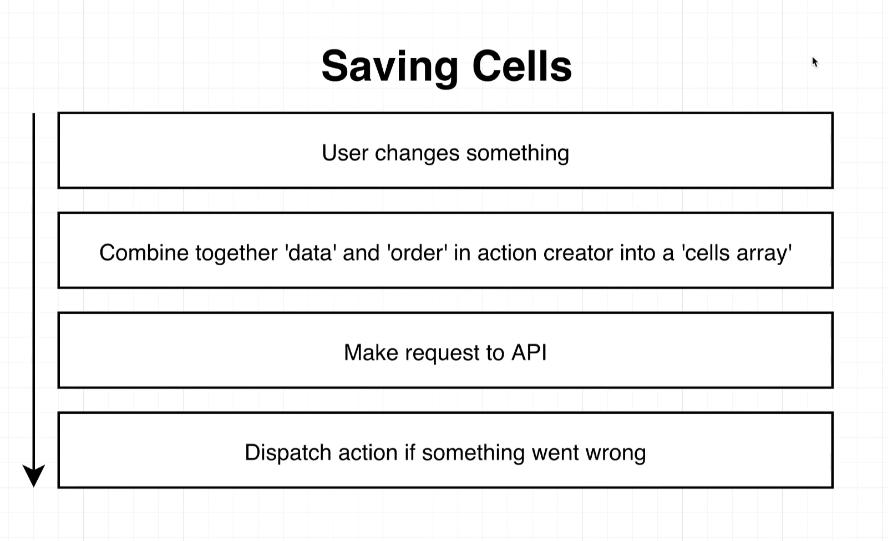 Saving Cells
User changes something
Combine together 'data' and 'order' in action creator into a 'cells array'
Make request to API
Dispatch action if something went wrong